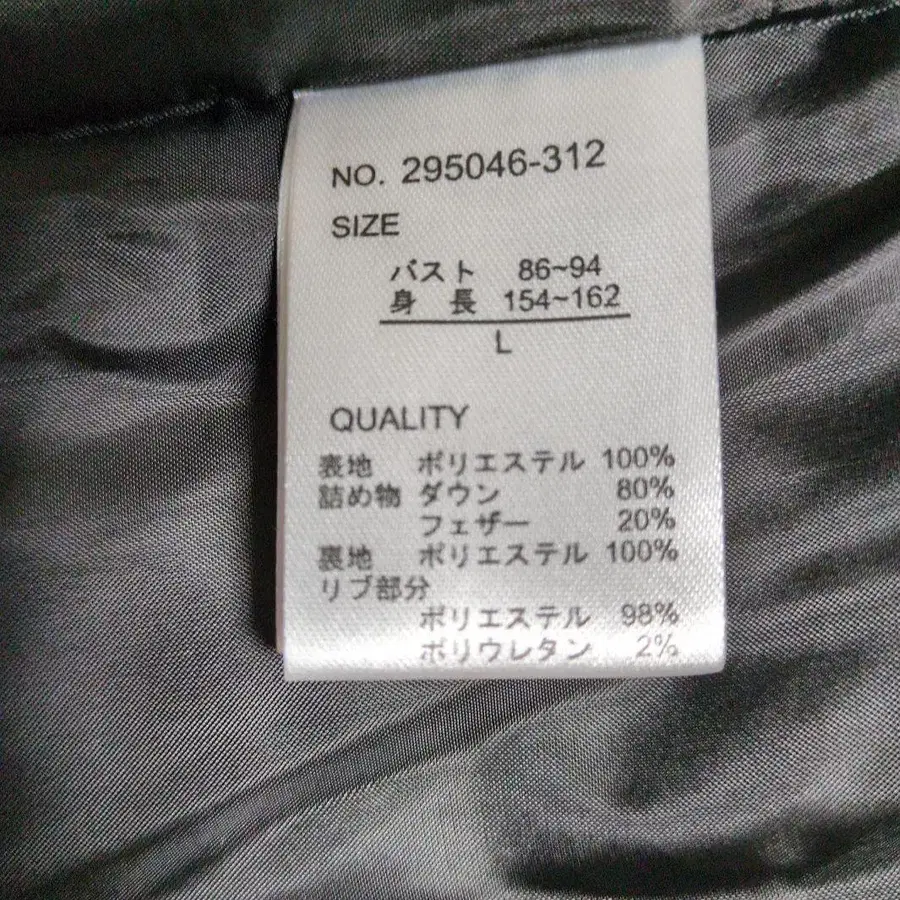 NO. 295046-312
SIZE
バスト 86~94
身 長 154~162
L
QUALITY
表地 ポリエステル 100%
詰め物 ダウン 80%
フェザー 20%
裏地 ポリエステル 100%
リブ部分
ポリエステル 98%
ポリウレタン 2%